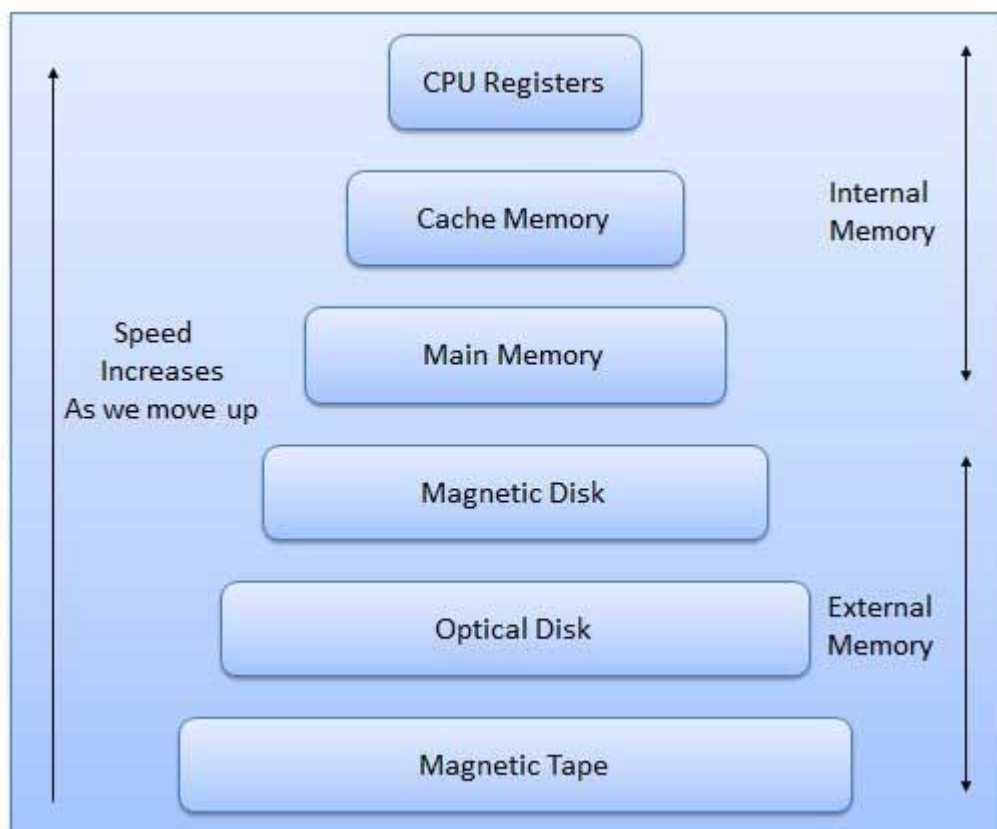 CPU Registers
Cache Memory
Internal
Memory
Main Memory
Speed
Increases
As we move up
Magnetic Disk
Optical Disk
External
Memory
Magnetic Tape